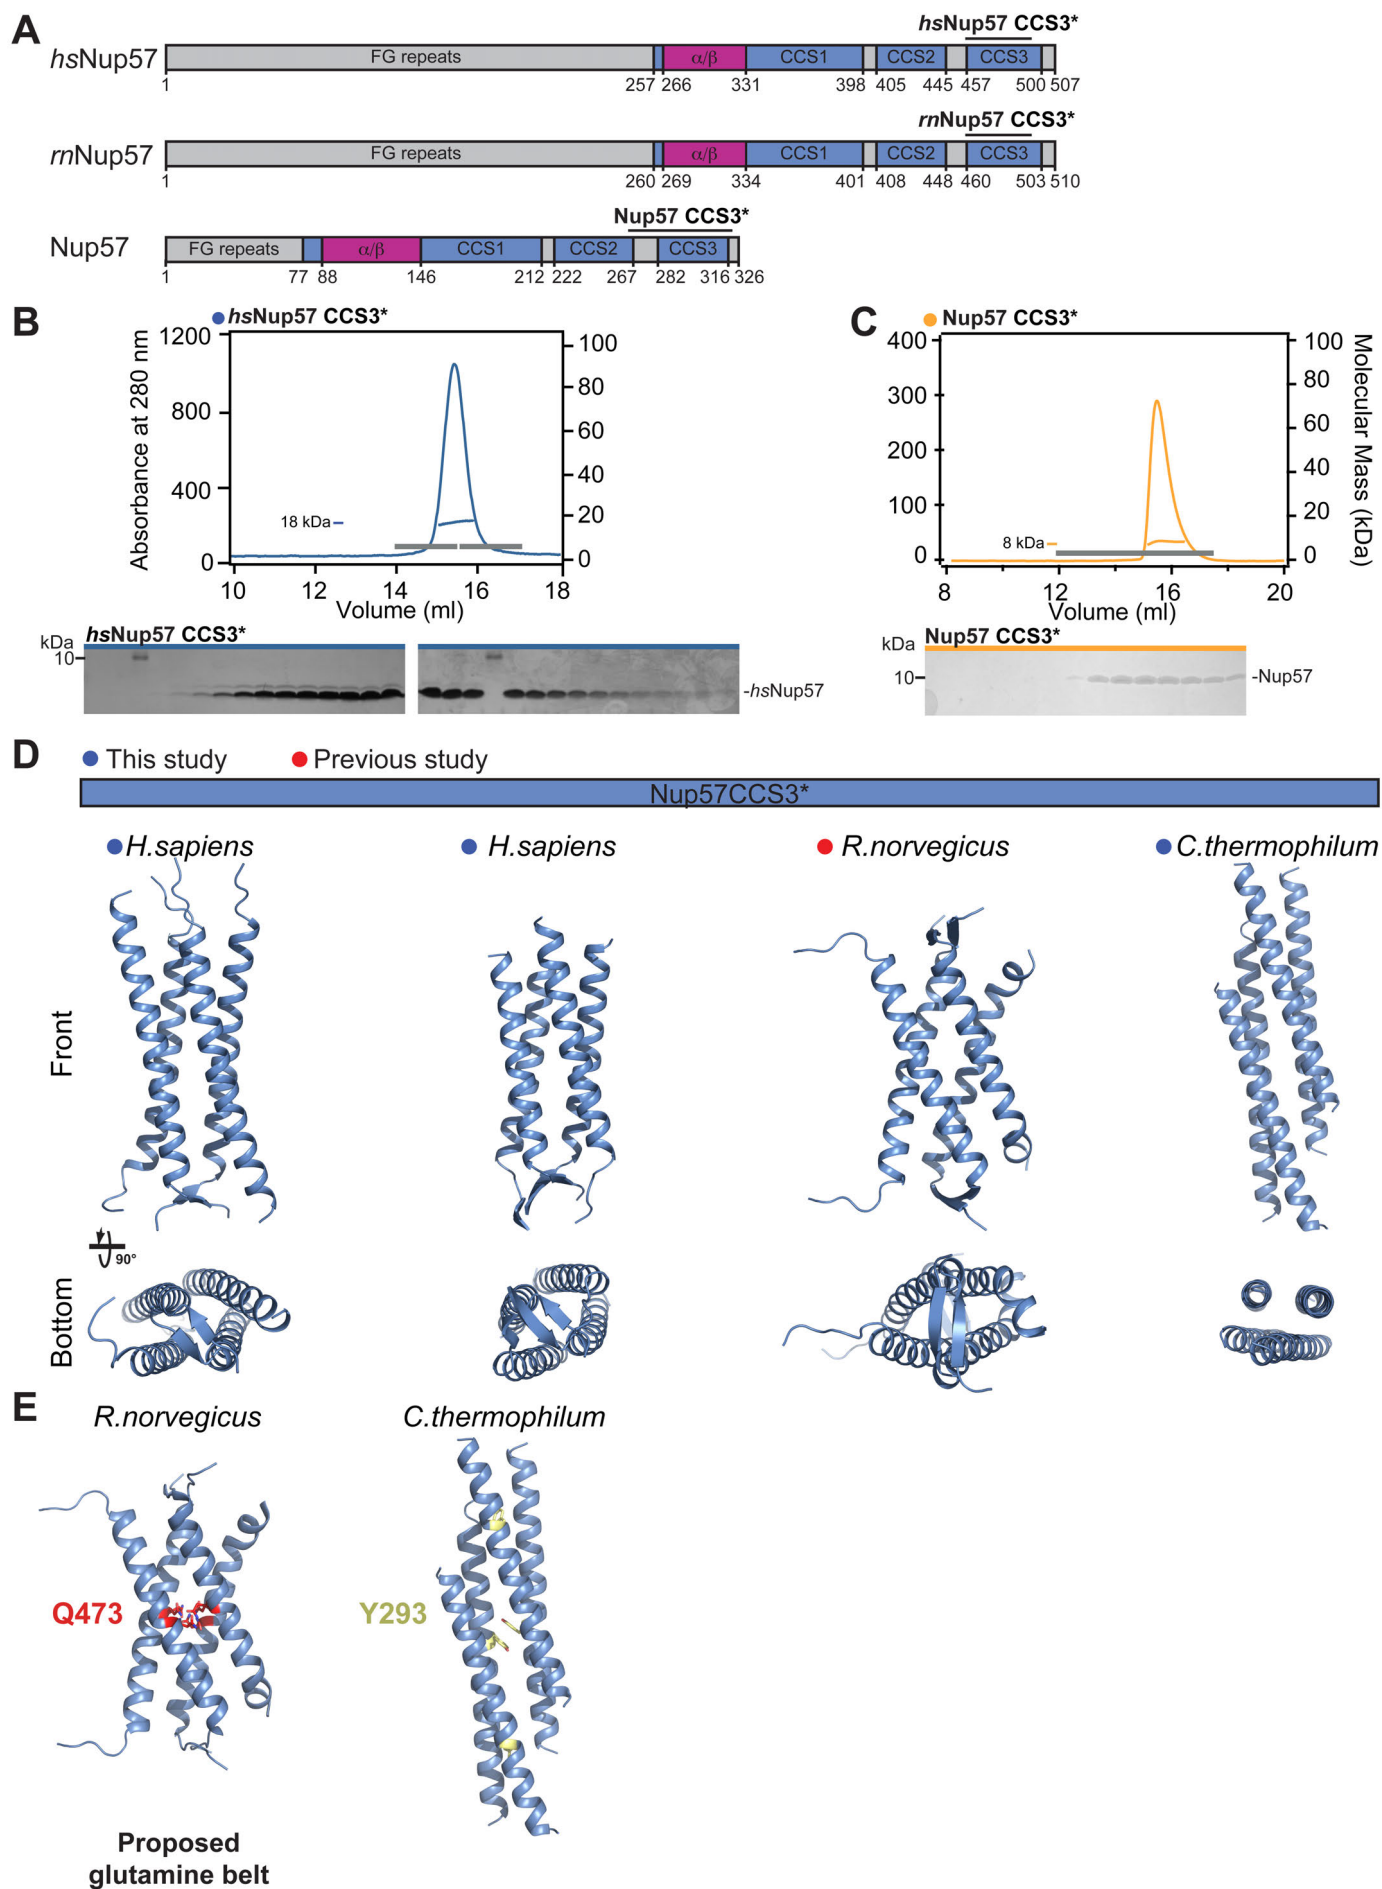 A
hsNup57 CCS3*
hsNup57
FG repeats α/β CCS1 CCS2 CCS3
1 257 266 331 398 405 445 457 500 507
rnNup57 CCS3*
rnNup57
FG repeats α/β CCS1 CCS2 CCS3
1 260 269 334 401 408 448 460 503 510
Nup57 CCS3*
Nup57
FG repeats α/β CCS1 CCS2 CCS3
1 77 88 146 212 222 267 282 316 326
B
hsNup57 CCS3*
Absorbance at 280 nm
1200
800
400
0
100
80
60
40
20
0
18 kDa
10 12 14 16 18
Volume (ml)
hsNup57 CCS3*
kDa
10
-hsNup57
C
Nup57 CCS3*
400
300
200
100
0
100
80
60
40
20
0
Molecular Mass (kDa)
8 kDa
8 12 16 20
Volume (ml)
Nup57 CCS3*
kDa
10
-Nup57
D
This study Previous study
Nup57CCS3*
H.sapiens H.sapiens R.norvegicus C.thermophilum
Front
90°
Bottom
E
R.norvegicus C.thermophilum
Q473 Y293
Proposed
glutamine belt